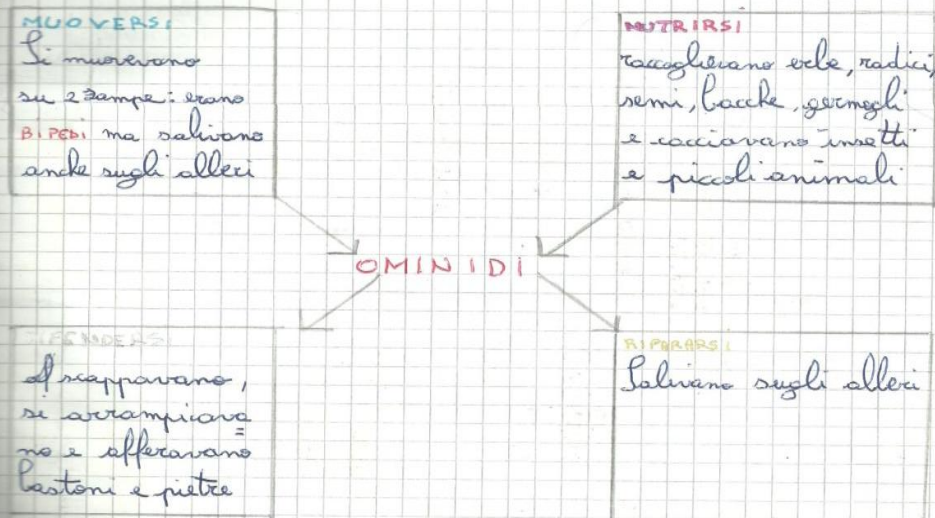 MUOVERSI
Si muovevano
su 2 zampe: erano
BIPEDI ma salivano
anche sugli alberi
NUTRIRSI
raccoglievano erbe, radici,
semi, bacche, germogli
e cacciavano insetti
e piccoli animali
OMINIDI
scappavano,
si arrampicava
no e afferavano
bastoni e pietre
RIPARARSI
Salivano sugli alberi